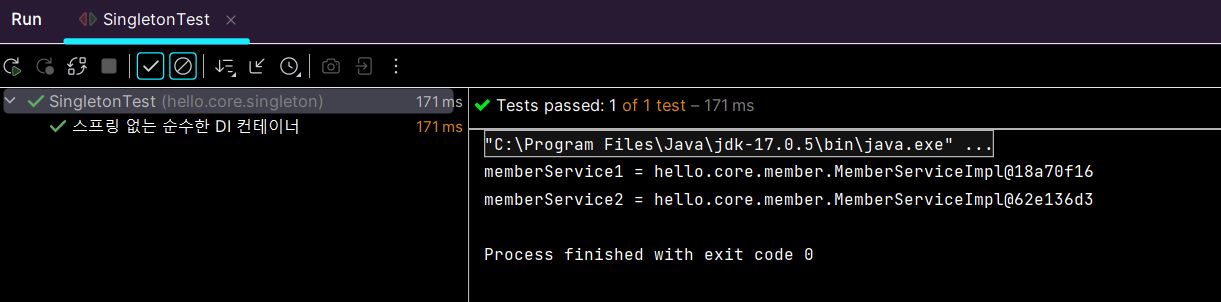 Run SingletonTest
SingletonTest (hello.core.singleton) 171 ms
스프링 없는 순수한 DI 컨테이너 171 ms
Tests passed: 1 of 1 test – 171 ms
"C:\Program Files\Java\jdk-17.0.5\bin\java.exe" ...
memberService1 = hello.core.member.MemberServiceImpl@18a70f16
memberService2 = hello.core.member.MemberServiceImpl@62e136d3
Process finished with exit code 0